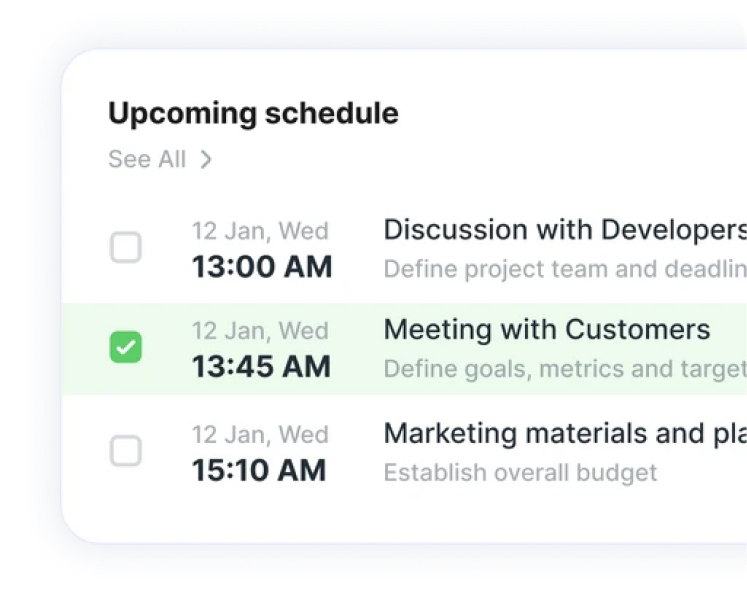 Upcoming schedule
See All
12 Jan, Wed
Discussion with Developers
13:00 AM
Define project team and
12 Jan, Wed
Meeting with Customers
13:45 AM
Define goals, metrics and target
12 Jan, Wed
Marketing materials and
15:10 AM
Establish overall budget